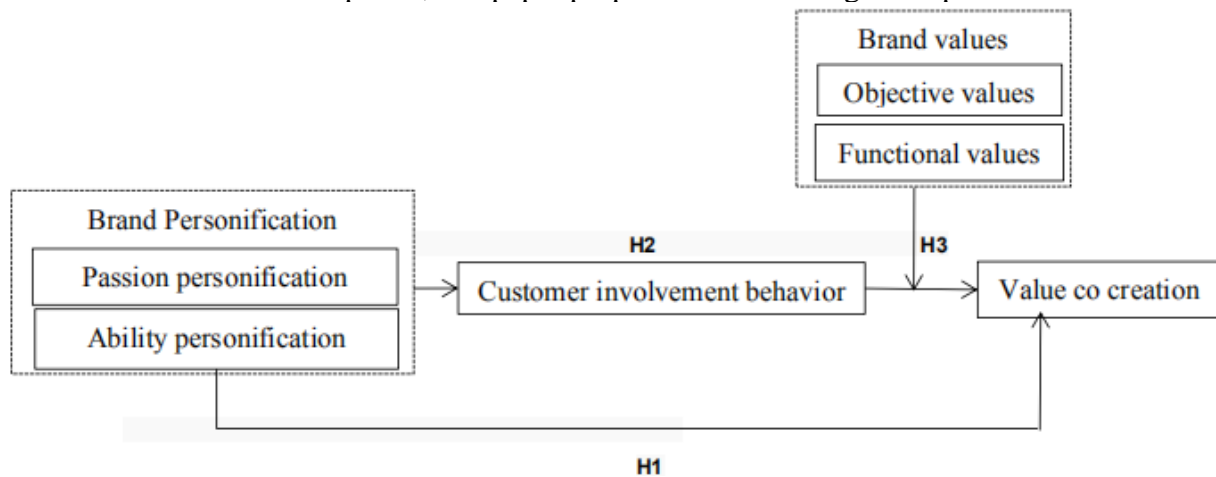 Brand values
Objective values
Functional values
Brand Personification
Passion personification
Ability personification
H2
H3
Customer involvement behavior
Value co creation
H1